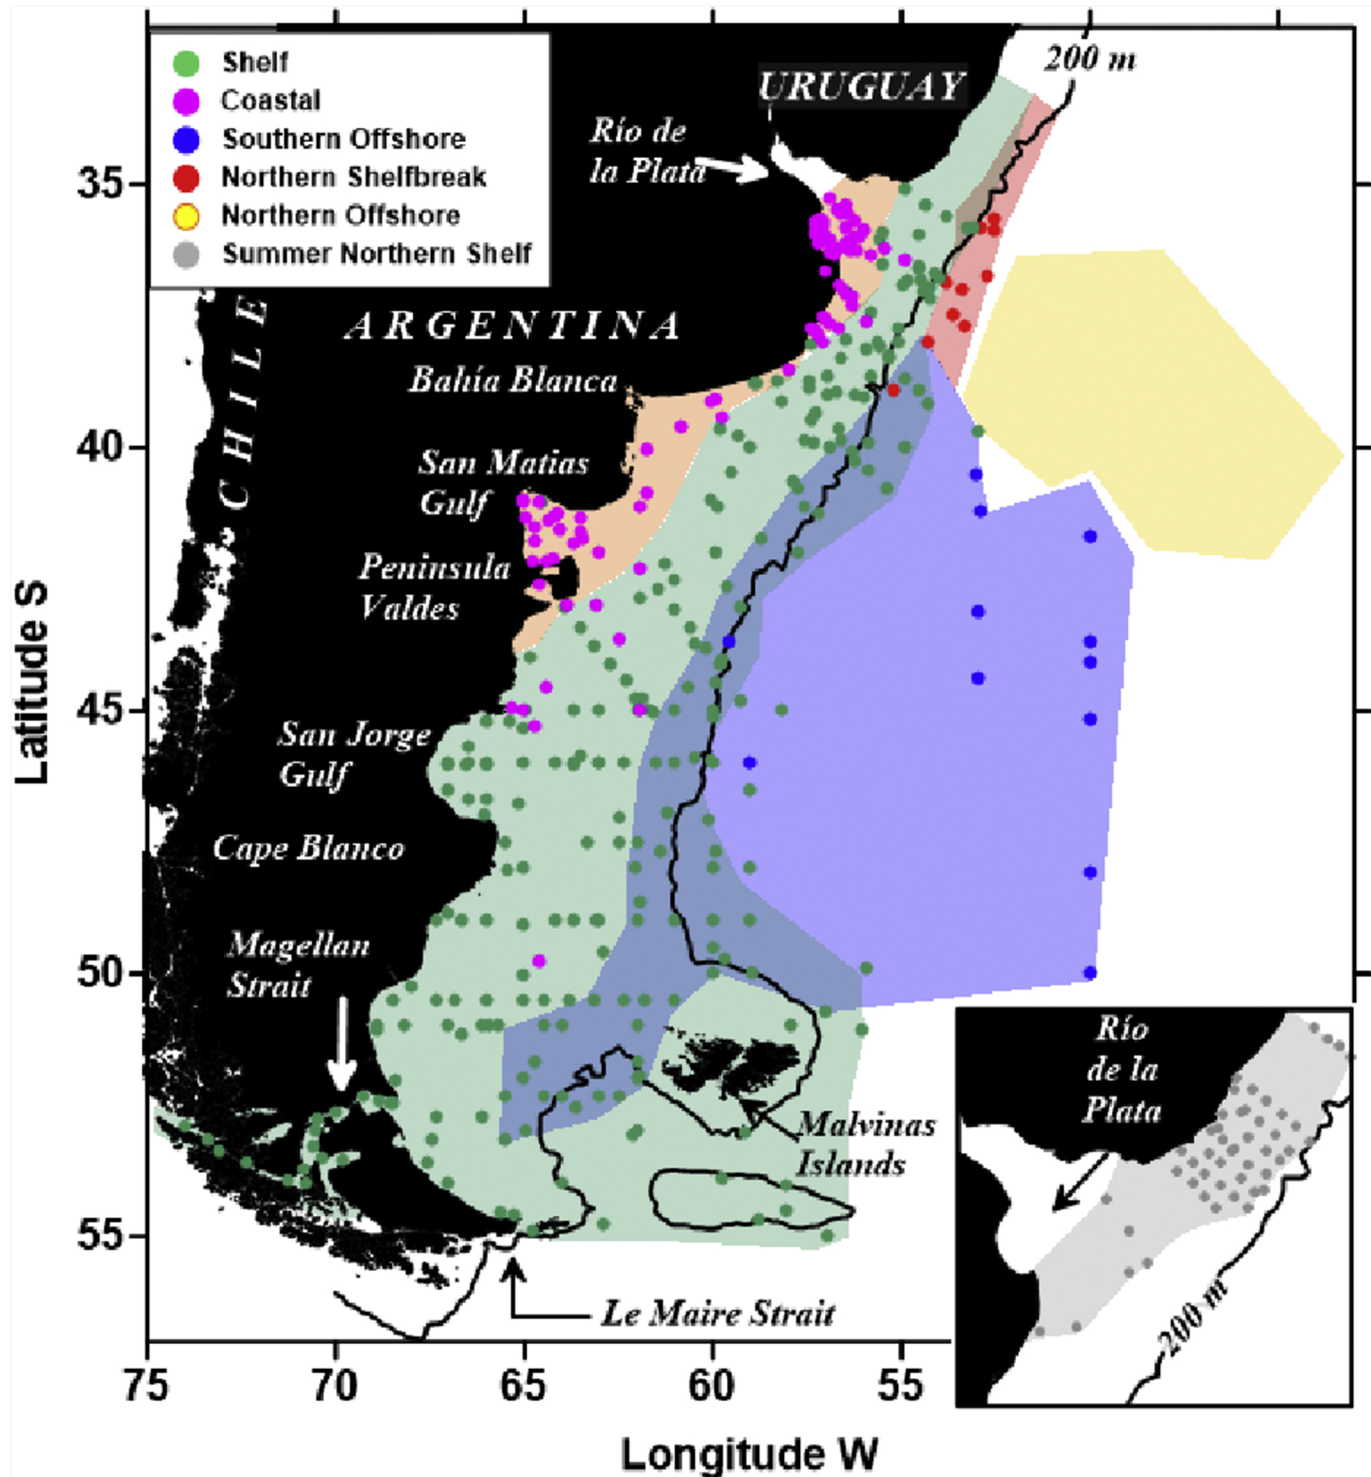 Shelf
Coastal
Southern Offshore
Northern Shelfbreak
Northern Offshore
Summer Northern Shelf
200 m
URUGUAY
Río de
la Plata
35
CHILE
ARGENTINA
Bahía Blanca
40
San Matias
Gulf
Peninsula
Valdes
Latitude S
45
San Jorge
Gulf
Cape Blanco
Magellan
Strait
50
Río
de la
Plata
200 m
Malvinas
Islands
55
Le Maire Strait
75
70
65
60
55
Longitude W